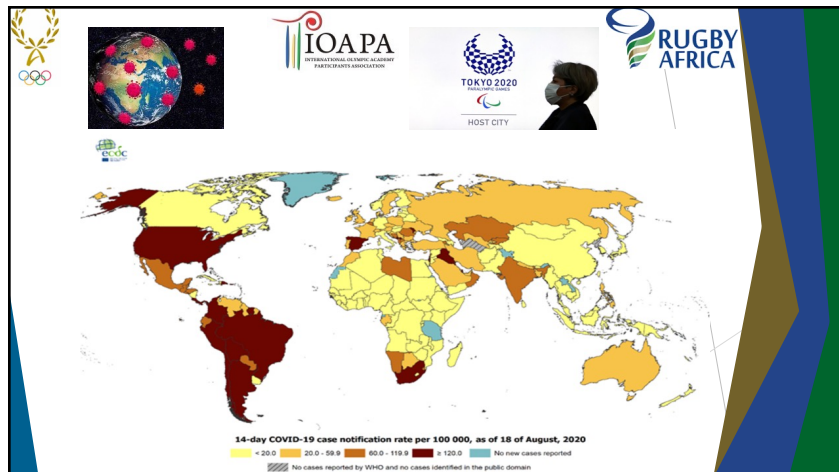 IOAPA
INTERNATIONAL OLYMPIC ACADEMY
PARTICIPANTS ASSOCIATION
TOKYO 2020
PARALYMPIC GAMES
HOST CITY
RUGBY
AFRICA
ecdc
14-day COVID-19 case notification rate per 100 000, as of 18 of August, 2020
< 20.0 20.0 - 59.9 60.0 - 119.9 ≥ 120.0 No new cases reported
No cases reported by WHO and no cases identified in the public domain